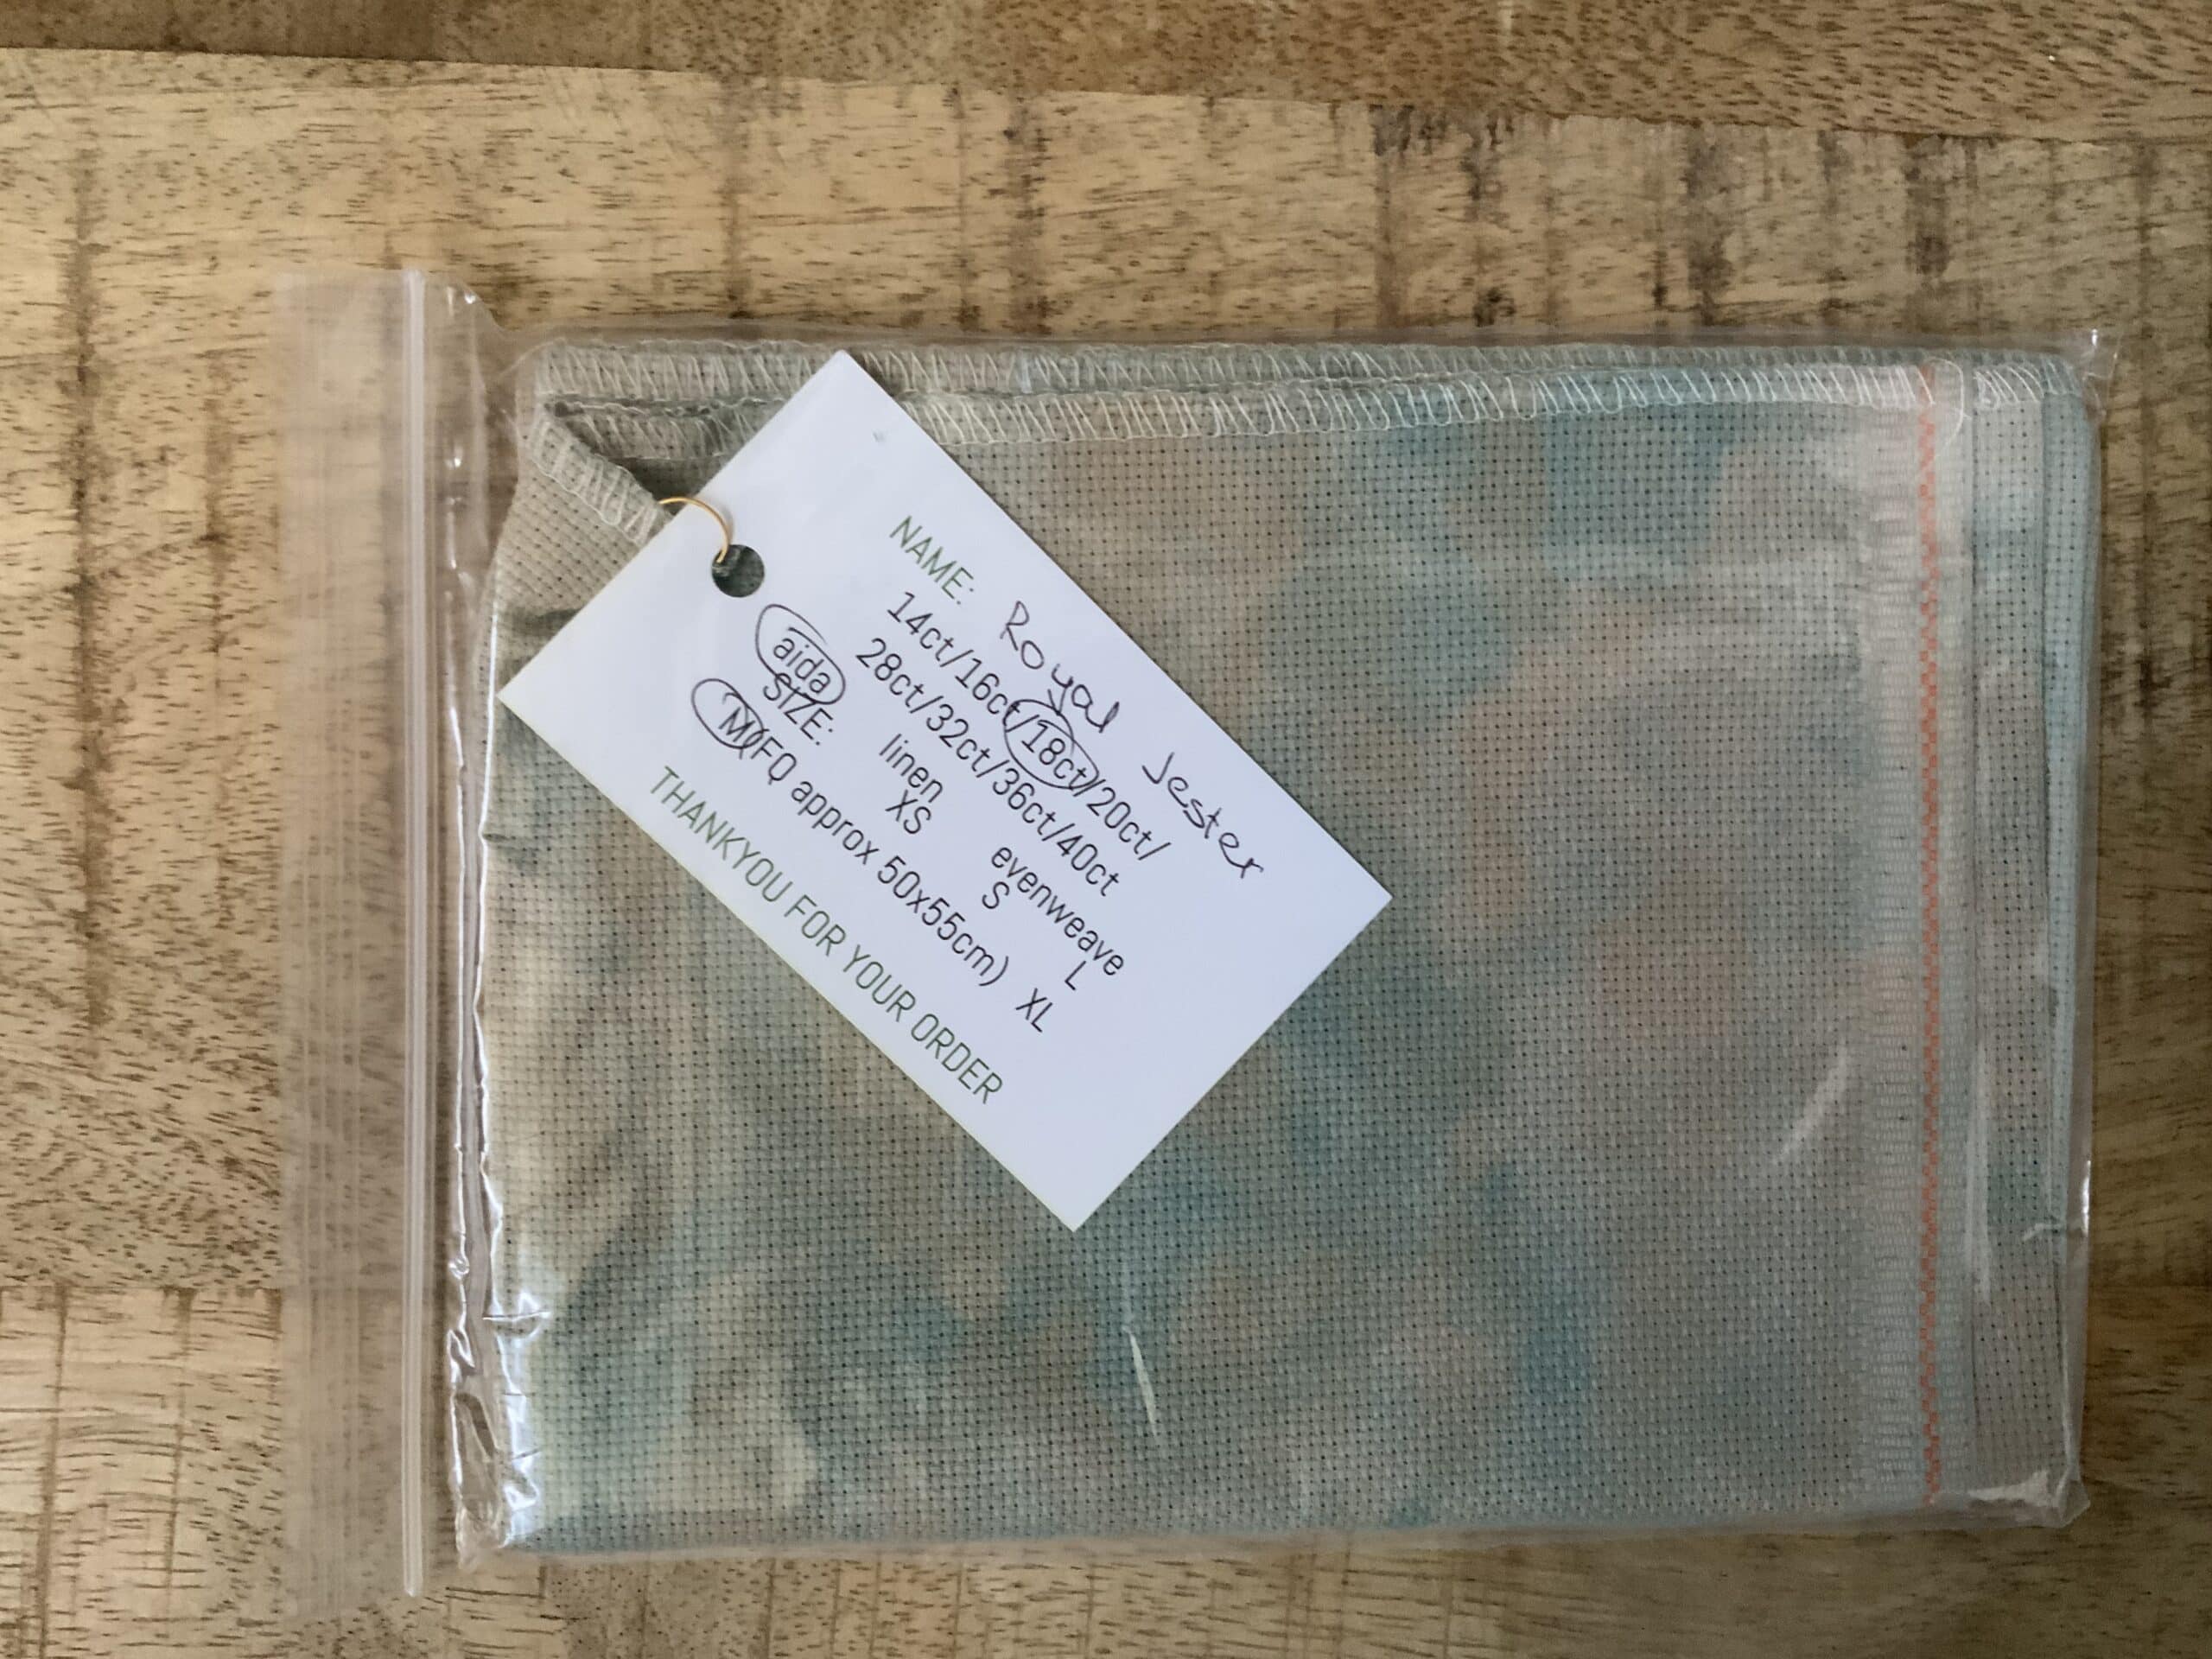 NAME: Royal Jester
14ct/16ct/18ct/20ct/
28ct/32ct/36ct/40ct
aida linen evenweave
SIZE: XS S L
M(FQ approx 50x55cm) XL
THANKYOU FOR YOUR ORDER